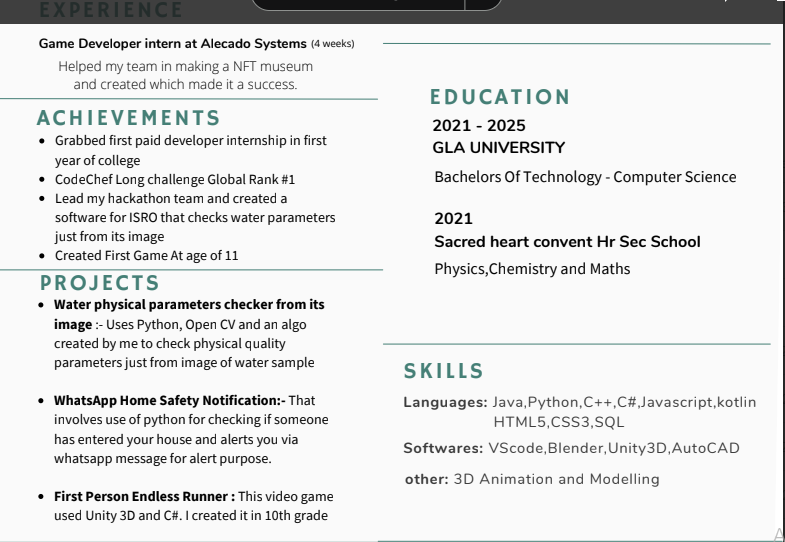 EXPERIENCE
Game Developer intern at Alecado Systems (4 weeks)
Helped my team in making a NFT museum
and created which made it a success.
ACHIEVEMENTS
• Grabbed first paid developer internship in first
year of college
• CodeChef Long challenge Global Rank #1
• Lead my hackathon team and created a
software for ISRO that checks water parameters
just from its image
• Created First Game At age of 11
PROJECTS
• Water physical parameters checker from its
image :- Uses Python, Open CV and an algo
created by me to check physical quality
parameters just from image of water sample
• WhatsApp Home Safety Notification:- That
involves use of python for checking if someone
has entered your house and alerts you via
whatsapp message for alert purpose.
• First Person Endless Runner : This video game
used Unity 3D and C#. I created it in 10th grade
EDUCATION
2021 - 2025
GLA UNIVERSITY
Bachelors Of Technology - Computer Science
2021
Sacred heart convent Hr Sec School
Physics,Chemistry and Maths
SKILLS
Languages: Java,Python,C++,C#,Javascript,kotlin
HTML5,CSS3,SQL
Softwares: VScode,Blender,Unity3D,AutoCAD
other: 3D Animation and Modelling